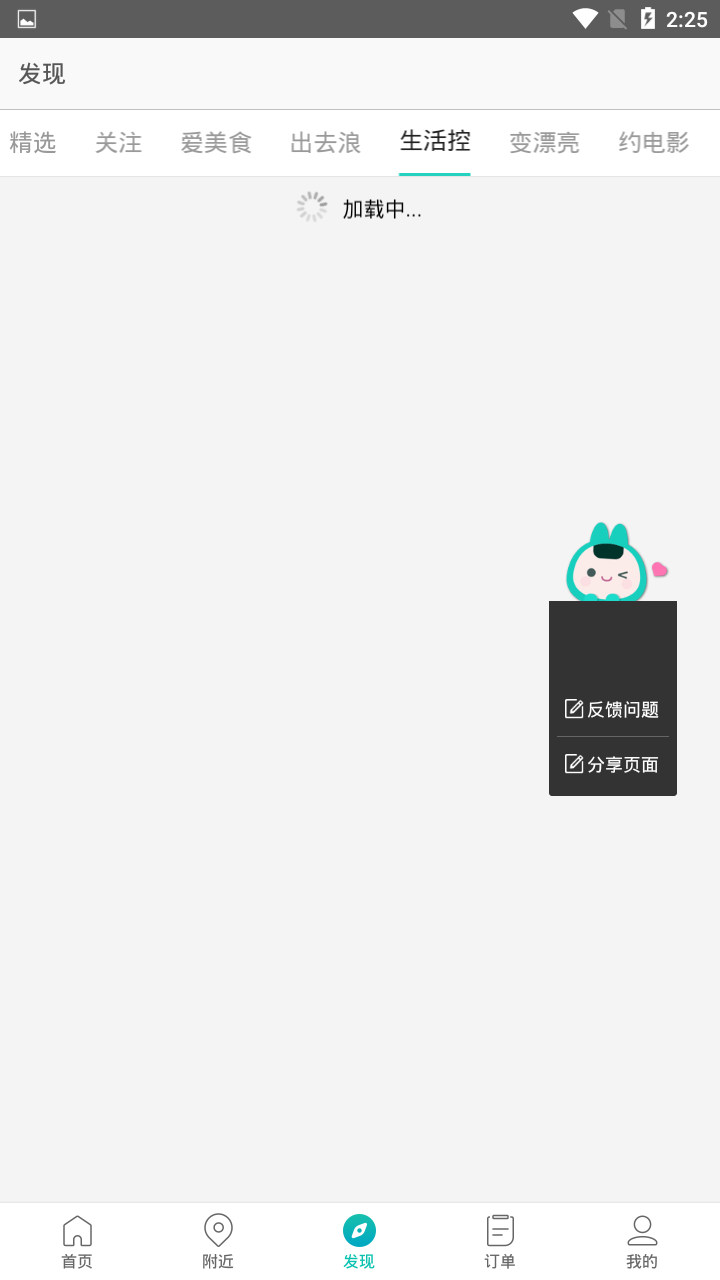 2:25
发现
精选 关注 爱美食 出去浪 生活控 变漂亮 约电影
加载中...
反馈问题
分享页面
首页 附近 发现 订单 我的